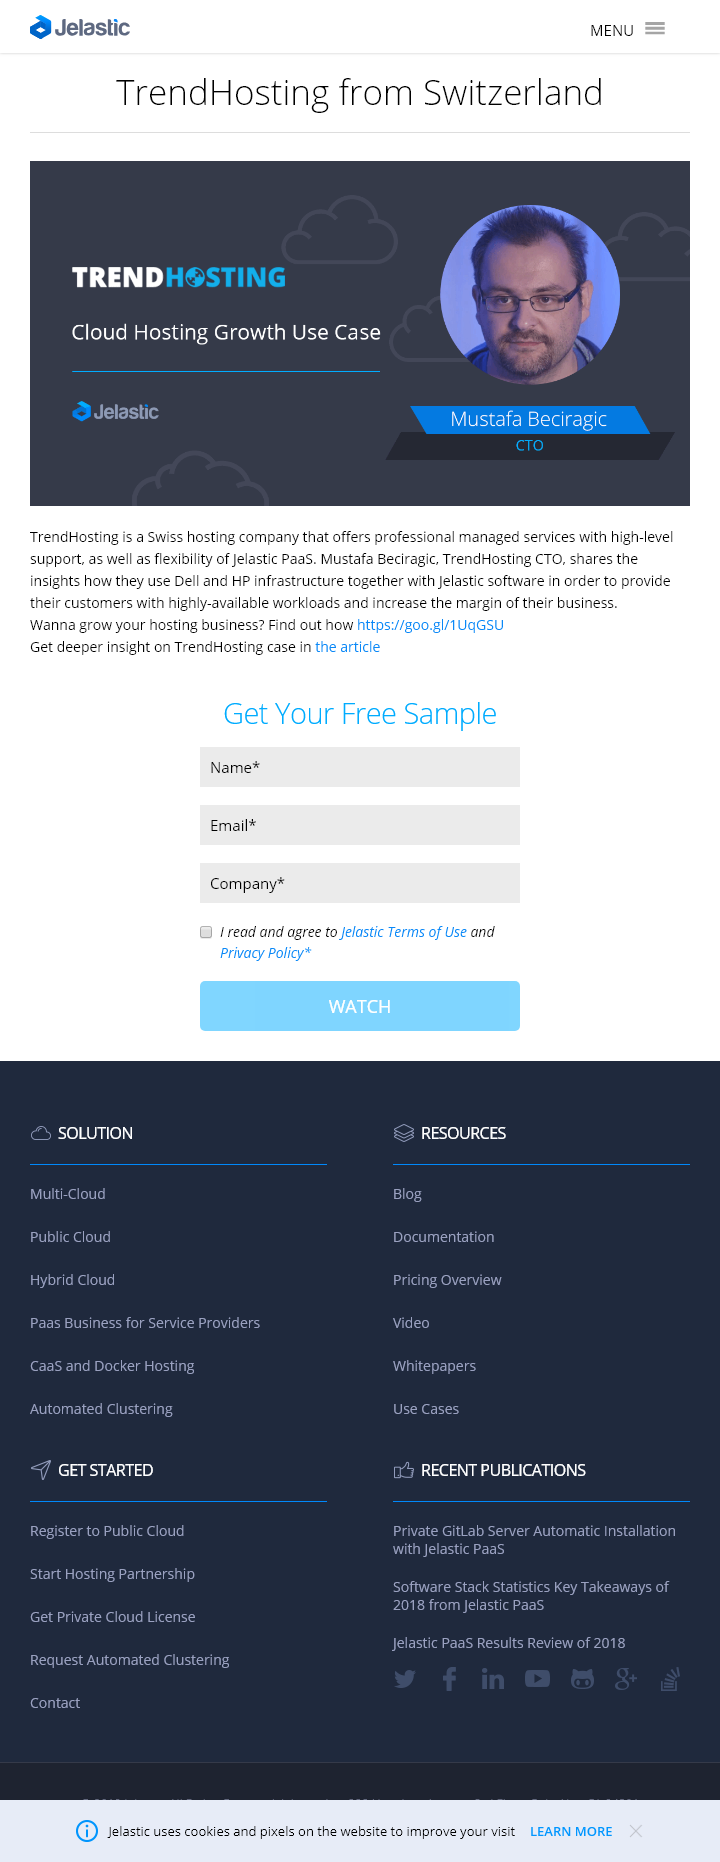 Jelastic
MENU
TrendHosting from Switzerland
TRENDHOSTING
Cloud Hosting Growth Use Case
Jelastic
Mustafa Beciragic
CTO
TrendHosting is a Swiss hosting company that offers professional managed services with high-level
support, as well as flexibility of Jelastic PaaS. Mustafa Beciragic, TrendHosting CTO, shares the
insights how they use Dell and HP infrastructure together with Jelastic software in order to provide
their customers with highly-available workloads and increase the margin of their business.
Wanna grow your hosting business? Find out how https://goo.gl/1UqGSU
Get deeper insight on TrendHosting case in the article
Get Your Free Sample
Name*
Email*
Company*
I read and agree to Jelastic Terms of Use and
Privacy Policy*
WATCH
SOLUTION
Multi-Cloud
Public Cloud
Hybrid Cloud
Paas Business for Service Providers
CaaS and Docker Hosting
Automated Clustering
RESOURCES
Blog
Documentation
Pricing Overview
Video
Whitepapers
Use Cases
GET STARTED
Register to Public Cloud
Start Hosting Partnership
Get Private Cloud License
Request Automated Clustering
Contact
RECENT PUBLICATIONS
Private GitLab Server Automatic Installation
with Jelastic PaaS
Software Stack Statistics Key Takeaways of
2018 from Jelastic PaaS
Jelastic PaaS Results Review of 2018
Jelastic uses cookies and pixels on the website to improve your visit LEARN MORE